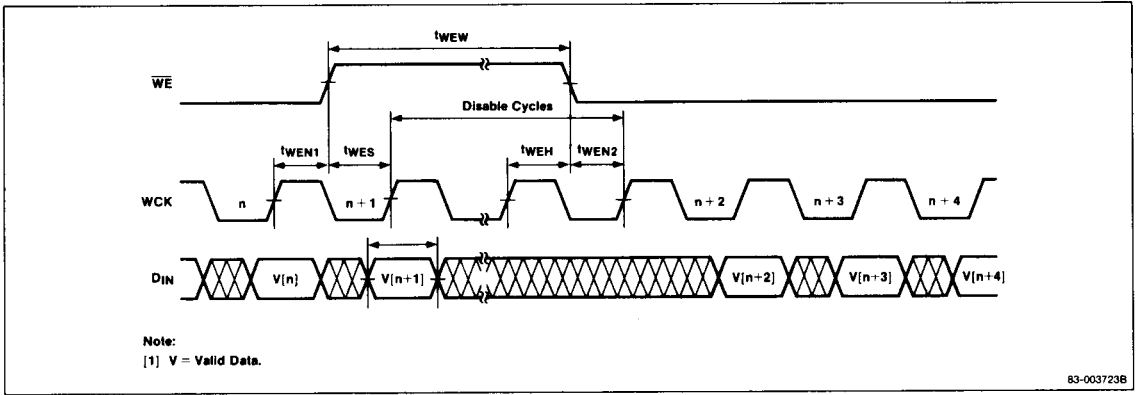 tWEW
WE
Disable Cycles
tWEN1 tWES tWEH tWEN2
WCK n n + 1 n + 2 n + 3 n + 4
DIN V[n} V[n+1] V[n+2] V[n+3] V[n+4]
Note:
[1] V = Valid Data.
83-003723B